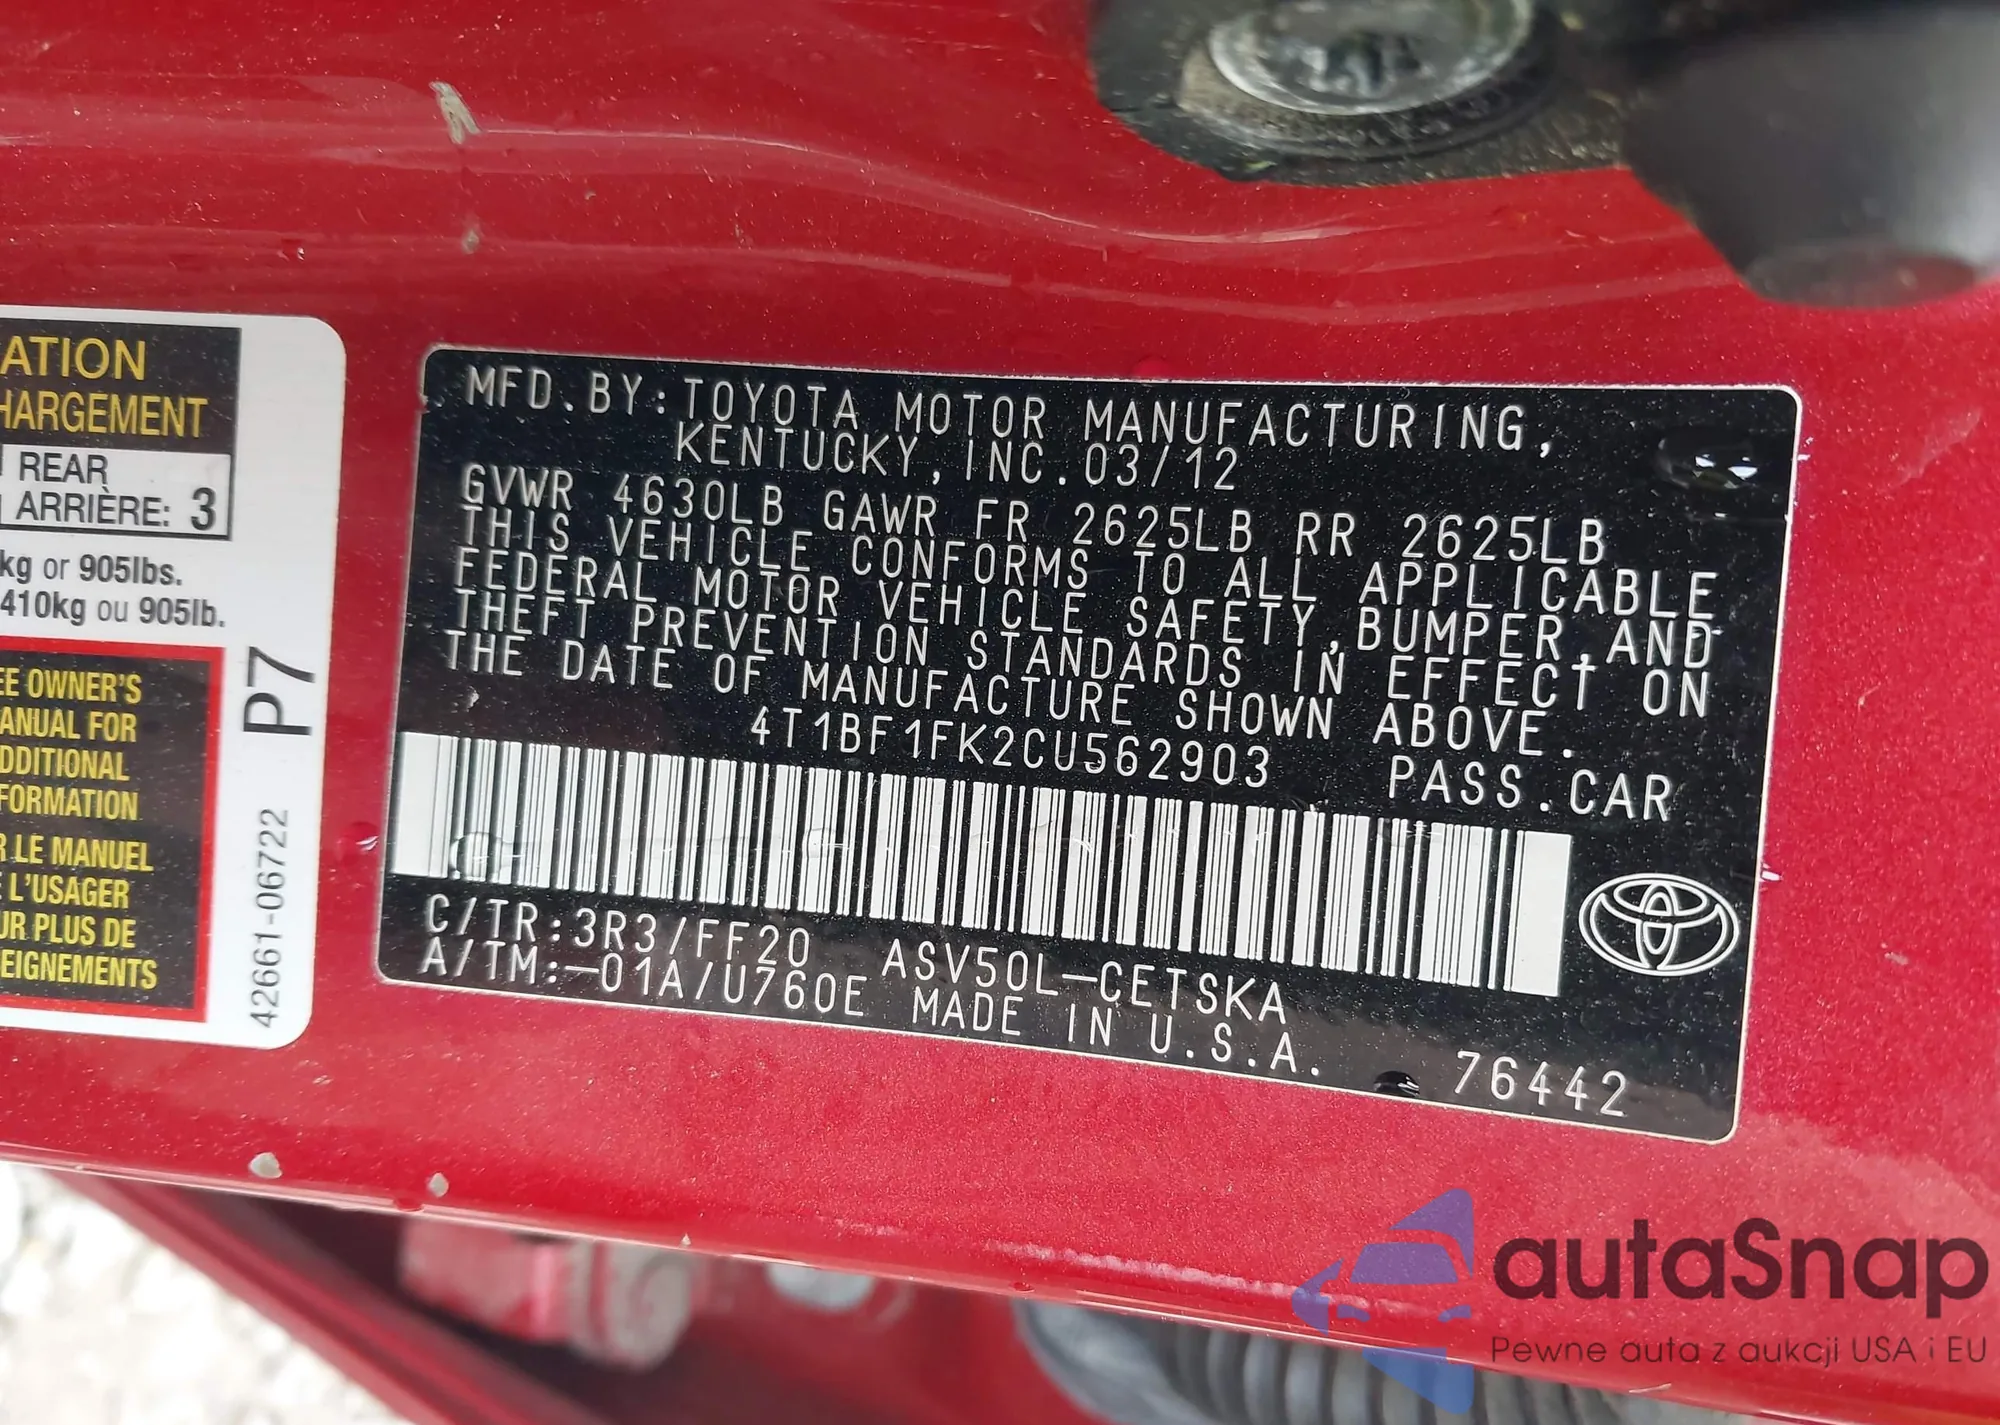 ATION
HARGEMENT
REAR
ARRIÈRE: 3
kg or 905lbs.
410kg ou 905lb.
EE OWNER'S
ANUAL FOR
DDITIONAL
FORMATION
R LE MANUEL
E L'USAGER
UR PLUS DE
EIGNEMENTS
P7
42661-06722
MFD.BY:TOYOTA MOTOR MANUFACTURING,
KENTUCKY,INC.03/12
GVWR 4630LB GAWR FR 2625LB RR 2625LB
THIS VEHICLE CONFORMS TO ALL APPLICABLE
FEDERAL MOTOR VEHICLE SAFETY,BUMPER,AND
THEFT PREVENTION STANDARDS IN EFFECT ON
THE DATE OF MANUFACTURE SHOWN ABOVE.
4T1BF1FK2CU562903 PASS.CAR
C/TR:3R3/FF20 ASV50L-CETSKA
A/TM:-01A/U760E MADE IN U.S.A.
76442
autaSnap
Pewne auta z aukcji USA i EU